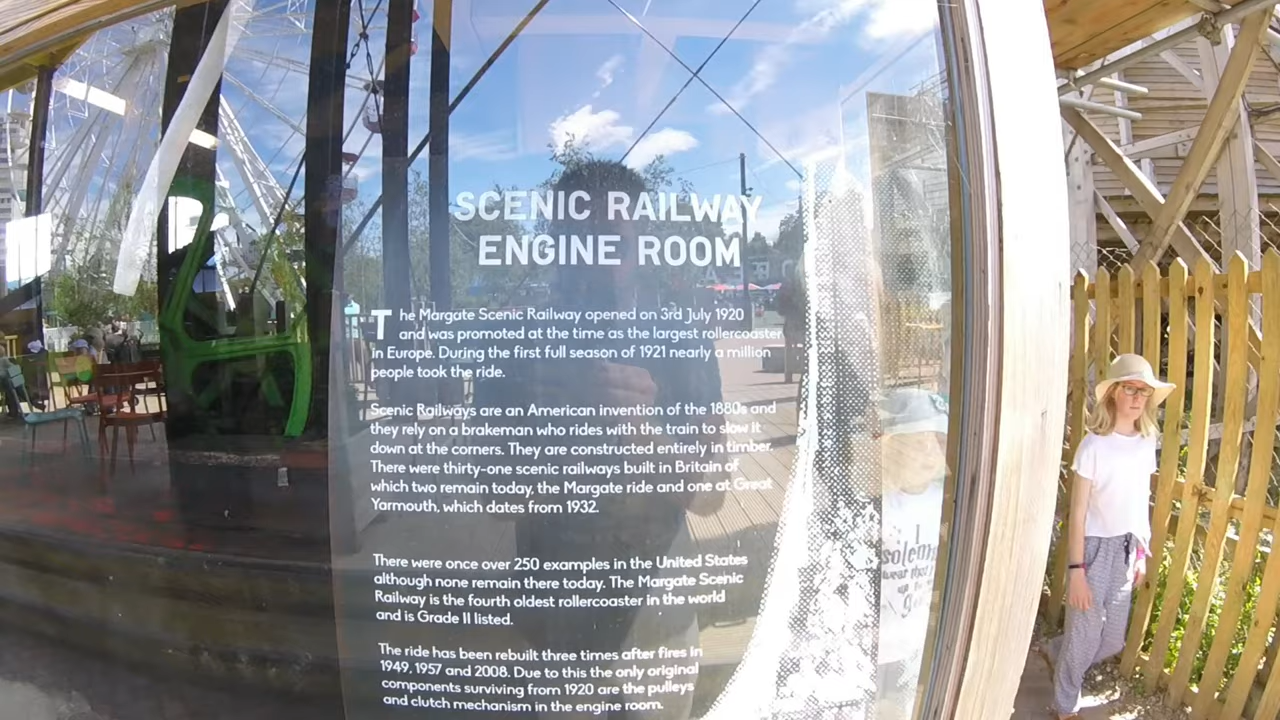 SCENIC RAILWAY
ENGINE ROOM
The Margate Scenic Railway opened on 3rd July 1920
and was promoted at the time as the largest rollercoaster
in Europe. During the first full season of 1921 nearly a million
people took the ride.
Scenic Railways are an American invention of the 1880s and
they rely on a brakeman who rides with the train to slow it
down at the corners. They are constructed entirely in timber.
There were thirty-one scenic railways built in Britain of
which two remain today, the Margate ride and one at Great
Yarmouth, which dates from 1932.
There were once over 250 examples in the United States
although none remain there today. The Margate Scenic
Railway is the fourth oldest rollercoaster in the world
and is Grade II listed.
The ride has been rebuilt three times after fires in
1949, 1957 and 2008. Due to this the only original
components surviving from 1920 are the pulleys
and clutch mechanism in the engine room.
I
solemn